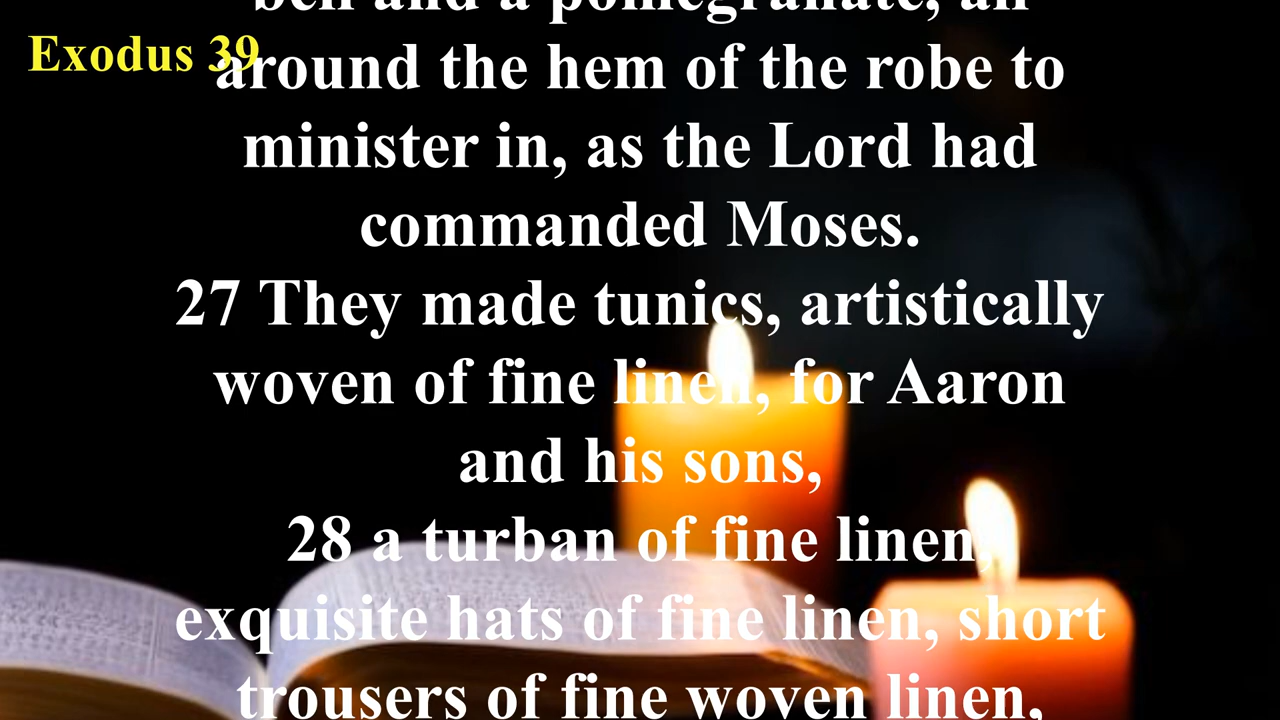 bell and a pomegranate, all
Exodus 39
around the hem of the robe to
minister in, as the Lord had
commanded Moses.
27 They made tunics, artistically
woven of fine linen, for Aaron
and his sons,
28 a turban of fine linen,
exquisite hats of fine linen, short
trousers of fine woven linen,